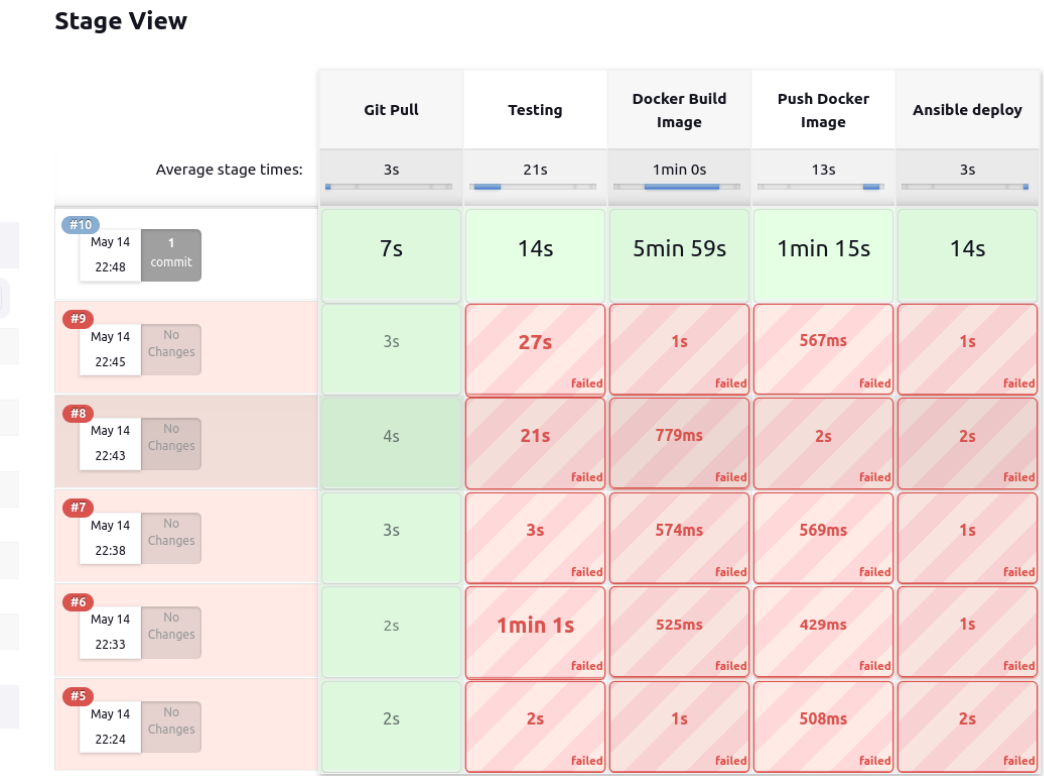 Stage View
Git Pull Testing Docker Build Image Push Docker Image Ansible deploy
Average stage times: 3s 21s 1min 0s 13s 3s
#10
May 14 22:48 1 commit 7s 14s 5min 59s 1min 15s 14s
#9
May 14 22:45 No Changes 3s 27s failed 1s failed 567ms failed 1s failed
#8
May 14 22:43 No Changes 4s 21s failed 779ms failed 2s failed 2s failed
#7
May 14 22:38 No Changes 3s 3s failed 574ms failed 569ms failed 1s failed
#6
May 14 22:33 No Changes 2s 1min 1s failed 525ms failed 429ms failed 1s failed
#5
May 14 22:24 No Changes 2s 2s failed 1s failed 508ms failed 2s failed